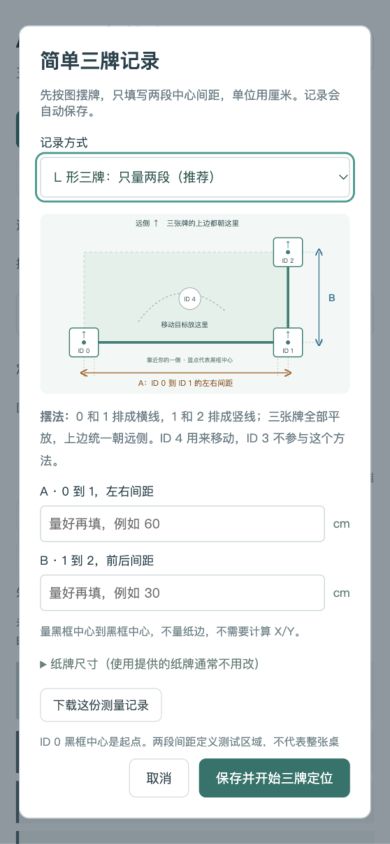 简单三牌记录
先按图摆牌，只填写两段中心间距，单位用厘米。记录会
自动保存。
记录方式
L 形三牌：只量两段（推荐）
远侧 ↑ 三张牌的上边都朝这里
ID 2
ID 4
B
移动目标放这里
ID 0
ID 1
靠近你的一侧 · 蓝点代表黑框中心
A：ID 0 到 ID 1 的左右间距
摆法：0 和 1 排成横线，1 和 2 排成竖线；三张牌全部平
放，上边统一朝远侧。ID 4 用来移动，ID 3 不参与这个方
法。
A · 0 到 1，左右间距
量好再填，例如 60
cm
B · 1 到 2，前后间距
量好再填，例如 30
cm
量黑框中心到黑框中心，不量纸边，不需要计算 X/Y。
▶ 纸牌尺寸（使用提供的纸牌通常不用改）
下载这份测量记录
ID 0 黑框中心是起点。两段间距定义测试区域，不代表整张桌
取消
保存并开始三牌定位